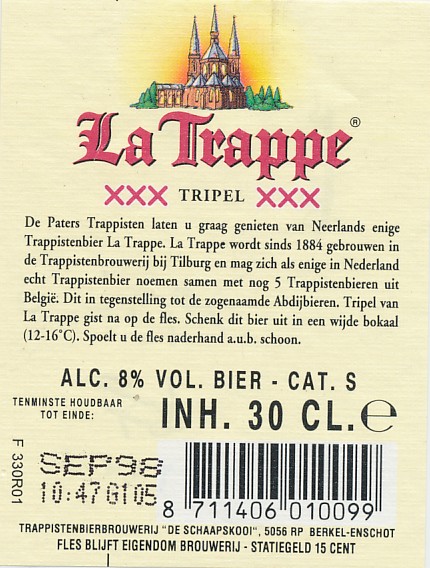 La Trappe®
XXX TRIPEL XXX
De Paters Trappisten laten u graag genieten van Neerlands enige
Trappistenbier La Trappe. La Trappe wordt sinds 1884 gebrouwen in
de Trappistenbrouwerij bij Tilburg en mag zich als enige in Nederland
echt Trappistenbier noemen samen met nog 5 Trappistenbieren uit
België. Dit in tegenstelling tot de zogenaamde Abdijbieren. Tripel van
La Trappe gist na op de fles. Schenk dit bier uit in een wijde bokaal
(12-16°C). Spoelt u de fles naderhand a.u.b. schoon.
ALC. 8% VOL. BIER - CAT. S
TENMINSTE HOUDBAAR
TOT EINDE:
INH. 30 CL. ℮
F 330R01
SEP98
10:47 G105
8 711406 010099
TRAPPISTENBIERBROUWERIJ "DE SCHAAPSKOOI", 5056 RP BERKEL-ENSCHOT
FLES BLIJFT EIGENDOM BROUWERIJ - STATIEGELD 15 CENT